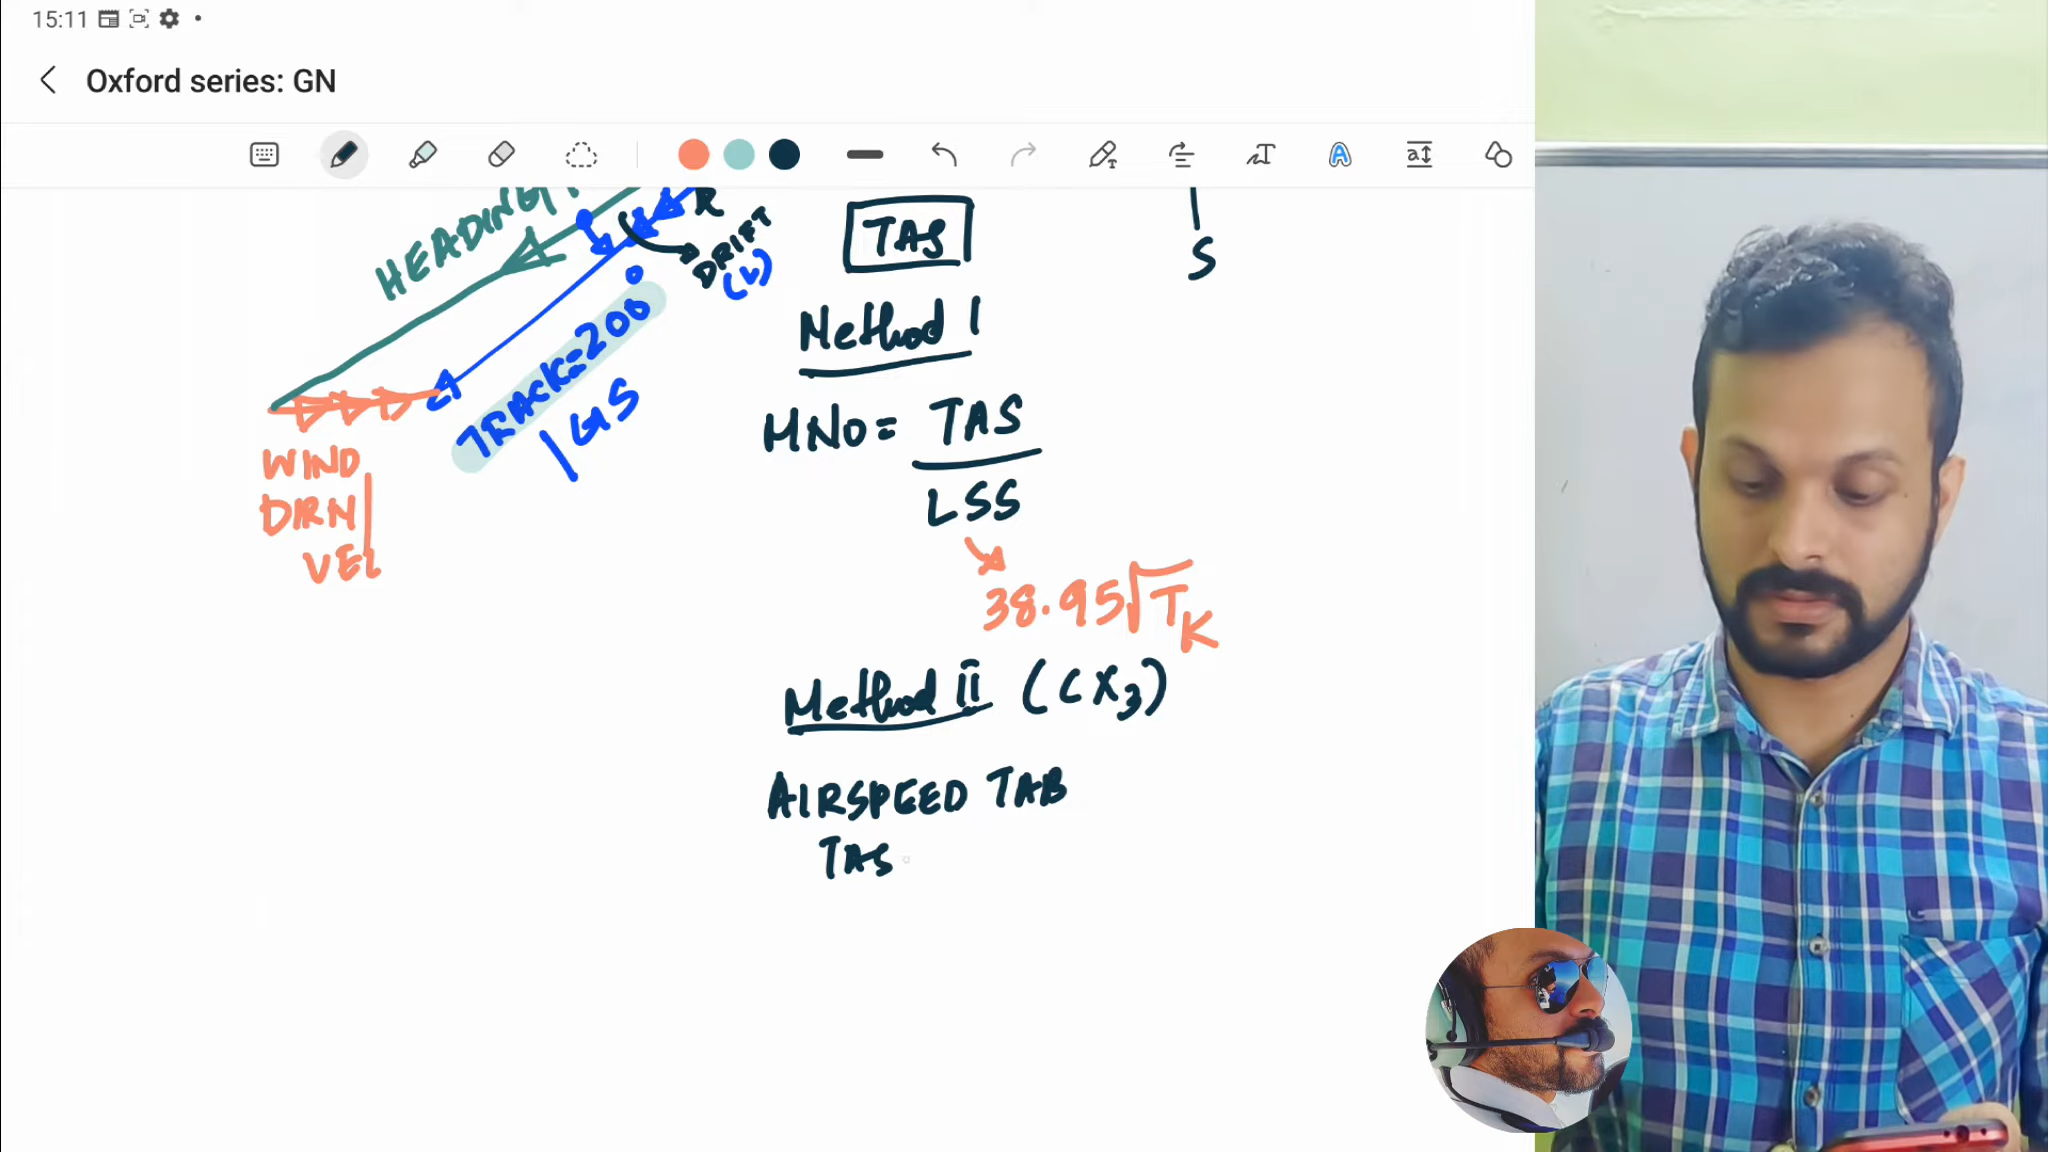 15:11
Oxford series: GN
HEADING
R
DRIFT
(L)
TRACK=200°
/GS
WIND
DIRN/
VEL
TAS
S
Method I
MNO = TAS
LSS
38.95√TK
Method ii (CX3)
AIRSPEED TAB
TAS